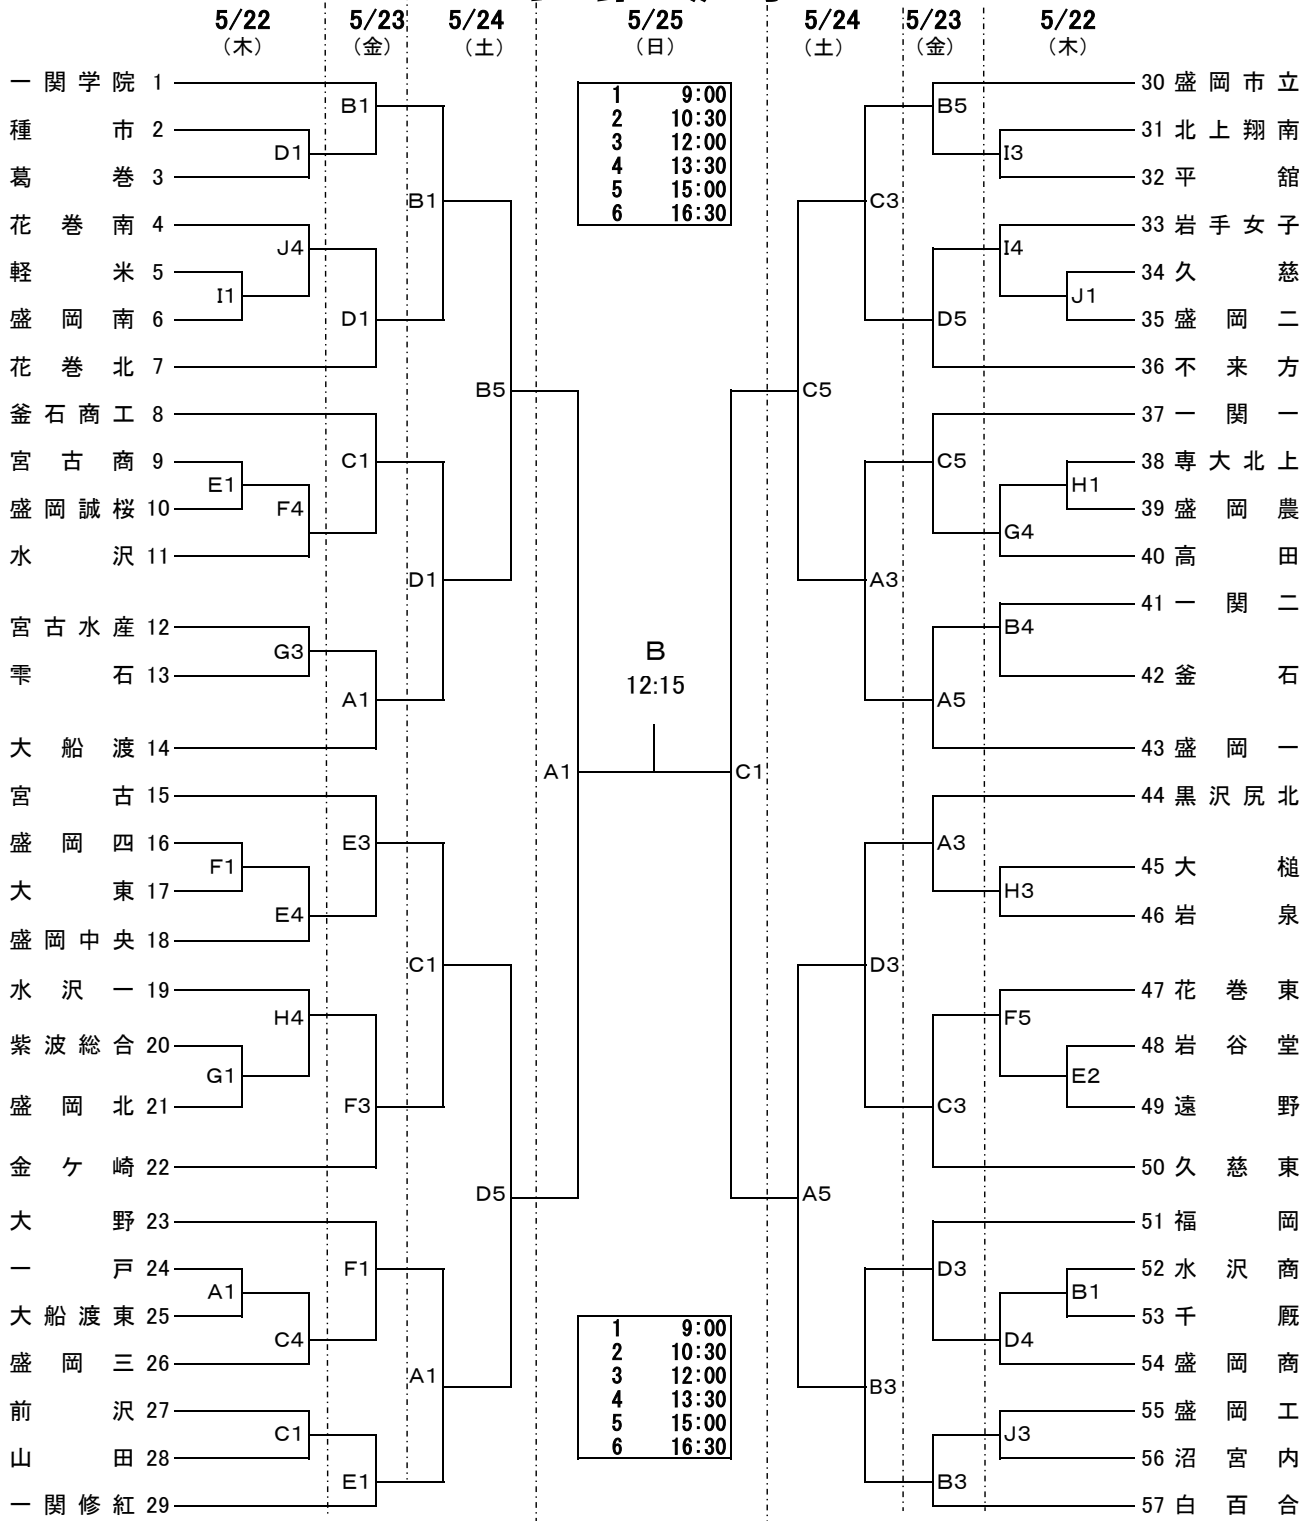 5/22 5/23 5/24 5/25 5/24 5/23 5/22
（木） （金） （土） （日） （土） （金） （木）
一関学院 1
種市 2
葛巻 3
花巻南 4
軽米 5
盛岡南 6
花巻北 7
釜石商工 8
宮古商 9
盛岡誠桜 10
水沢 11
宮古水産 12
雫石 13
大船渡 14
宮古 15
盛岡四 16
大東 17
盛岡中央 18
水沢一 19
紫波総合 20
盛岡北 21
金ケ崎 22
大野 23
一戸 24
大船渡東 25
盛岡三 26
前沢 27
山田 28
一関修紅 29
D1
J4
I1
E1
F4
G3
F1
E4
H4
G1
A1
C4
C1
B1
D1
C1
A1
E3
F3
F1
E1
B1
D1
C1
A1
B5
D5
A1
1 9:00
2 10:30
3 12:00
4 13:30
5 15:00
6 16:30
B
12:15
1 9:00
2 10:30
3 12:00
4 13:30
5 15:00
6 16:30
C1
C5
A5
C3
A3
D3
B3
B5
D5
C5
A5
A3
C3
D3
B3
I3
I4
J1
H1
G4
B4
H3
F5
E2
B1
D4
J3
30 盛岡市立
31 北上翔南
32 平舘
33 岩手女子
34 久慈
35 盛岡二
36 不来方
37 一関一
38 専大北上
39 盛岡農
40 高田
41 一関二
42 釜石
43 盛岡一
44 黒沢尻北
45 大槌
46 岩泉
47 花巻東
48 岩谷堂
49 遠野
50 久慈東
51 福岡
52 水沢商
53 千厩
54 盛岡商
55 盛岡工
56 沼宮内
57 白百合